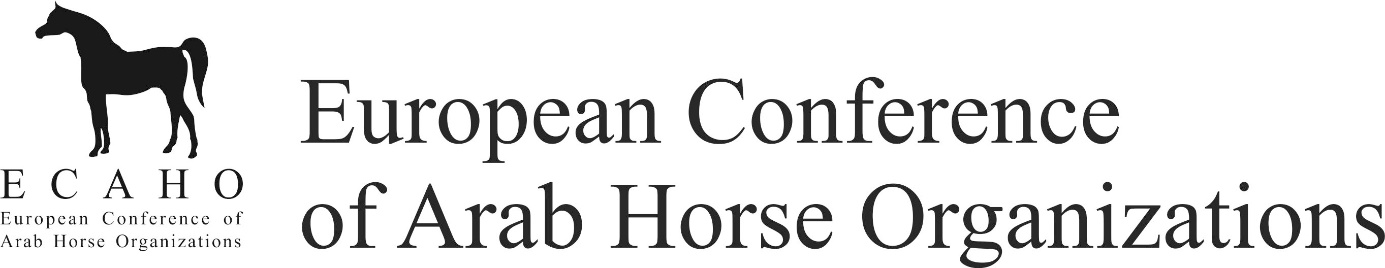 ECAHO
European Conference of
Arab Horse Organizations
European Conference
of Arab Horse Organizations